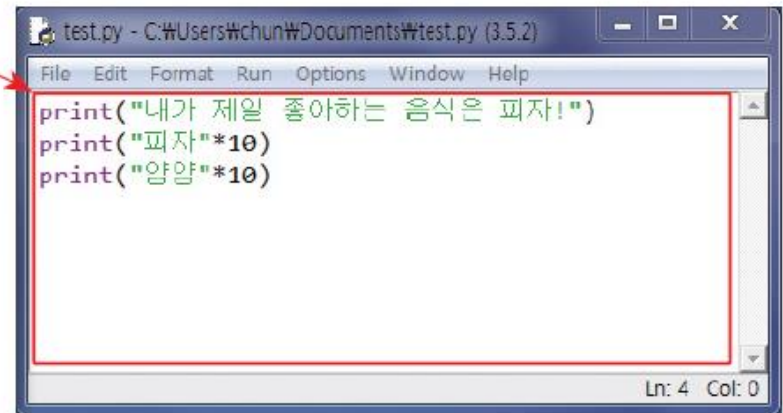 test.py - C:₩Users₩chun₩Documents₩test.py (3.5.2)
File Edit Format Run Options Window Help
print("내가 제일 좋아하는 음식은 피자!")
print("피자"*10)
print("얌얌"*10)
Ln: 4 Col: 0